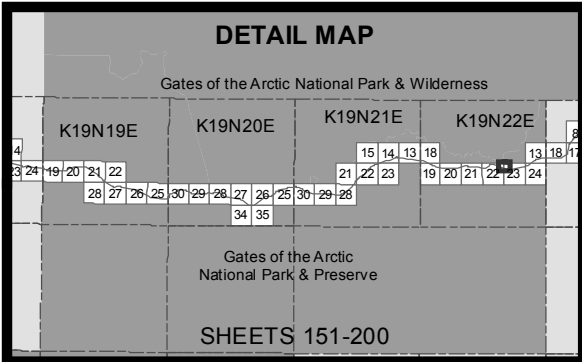 DETAIL MAP
Gates of the Arctic National Park & Wilderness
K19N19E
K19N20E
K19N21E
K19N22E
8
4
15 14 13 18
13 18 17
23 24 19 20 21 22
21 22 23
19 20 21 22 23 24
28 27 26 25 30 29 28 27 26 25 30 29 28
34 35
Gates of the Arctic
National Park & Preserve
SHEETS 151-200